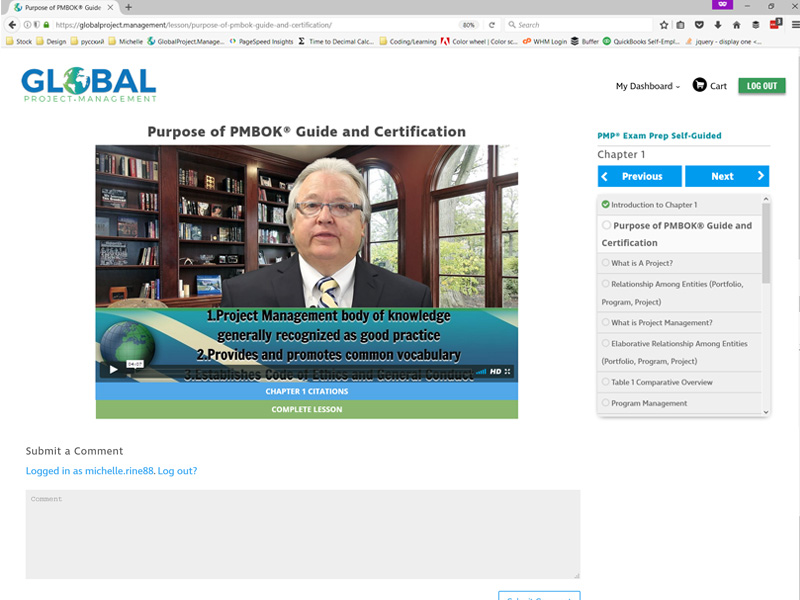 Purpose of PMBOK® Guide
https://globalproject.management/lesson/purpose-of-pmbok-guide-and-certification/
80%
Search
Stock
Design
русский
Michelle
GlobalProject.Manage...
PageSpeed Insights
Time to Decimal Calc...
Coding/Learning
Color wheel | Color sc...
WHM Login
Buffer
QuickBooks Self-Empl...
jquery - display one <...
GLOBAL
PROJECT•MANAGEMENT
My Dashboard
Cart
LOG OUT
Purpose of PMBOK® Guide and Certification
1.Project Management body of knowledge
generally recognized as good practice
2.Provides and promotes common vocabulary
3.Establishes Code of Ethics and General Conduct
04:07
HD
CHAPTER 1 CITATIONS
COMPLETE LESSON
PMP® Exam Prep Self-Guided
Chapter 1
Previous
Next
Introduction to Chapter 1
Purpose of PMBOK® Guide and
Certification
What is A Project?
Relationship Among Entities (Portfolio,
Program, Project)
What is Project Management?
Elaborative Relationship Among Entities
(Portfolio, Program, Project)
Table 1 Comparative Overview
Program Management
Submit a Comment
Logged in as michelle.rine88. Log out?
Comment